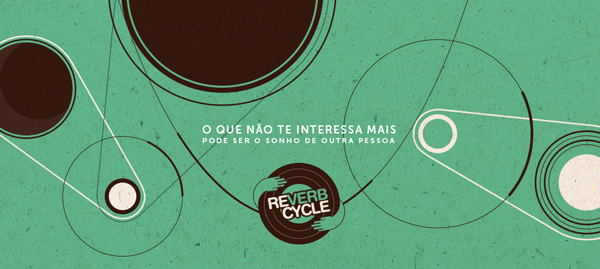 O QUE NÃO TE INTERESSA MAIS
PODE SER O SONHO DE OUTRA PESSOA
REVERB
CYCLE